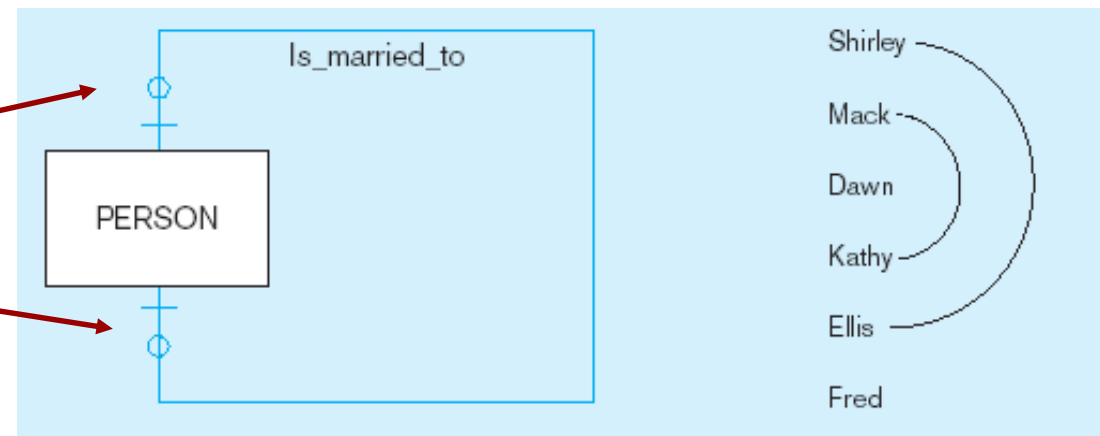 Is_married_to
PERSON
Shirley
Mack
Dawn
Kathy
Ellis
Fred